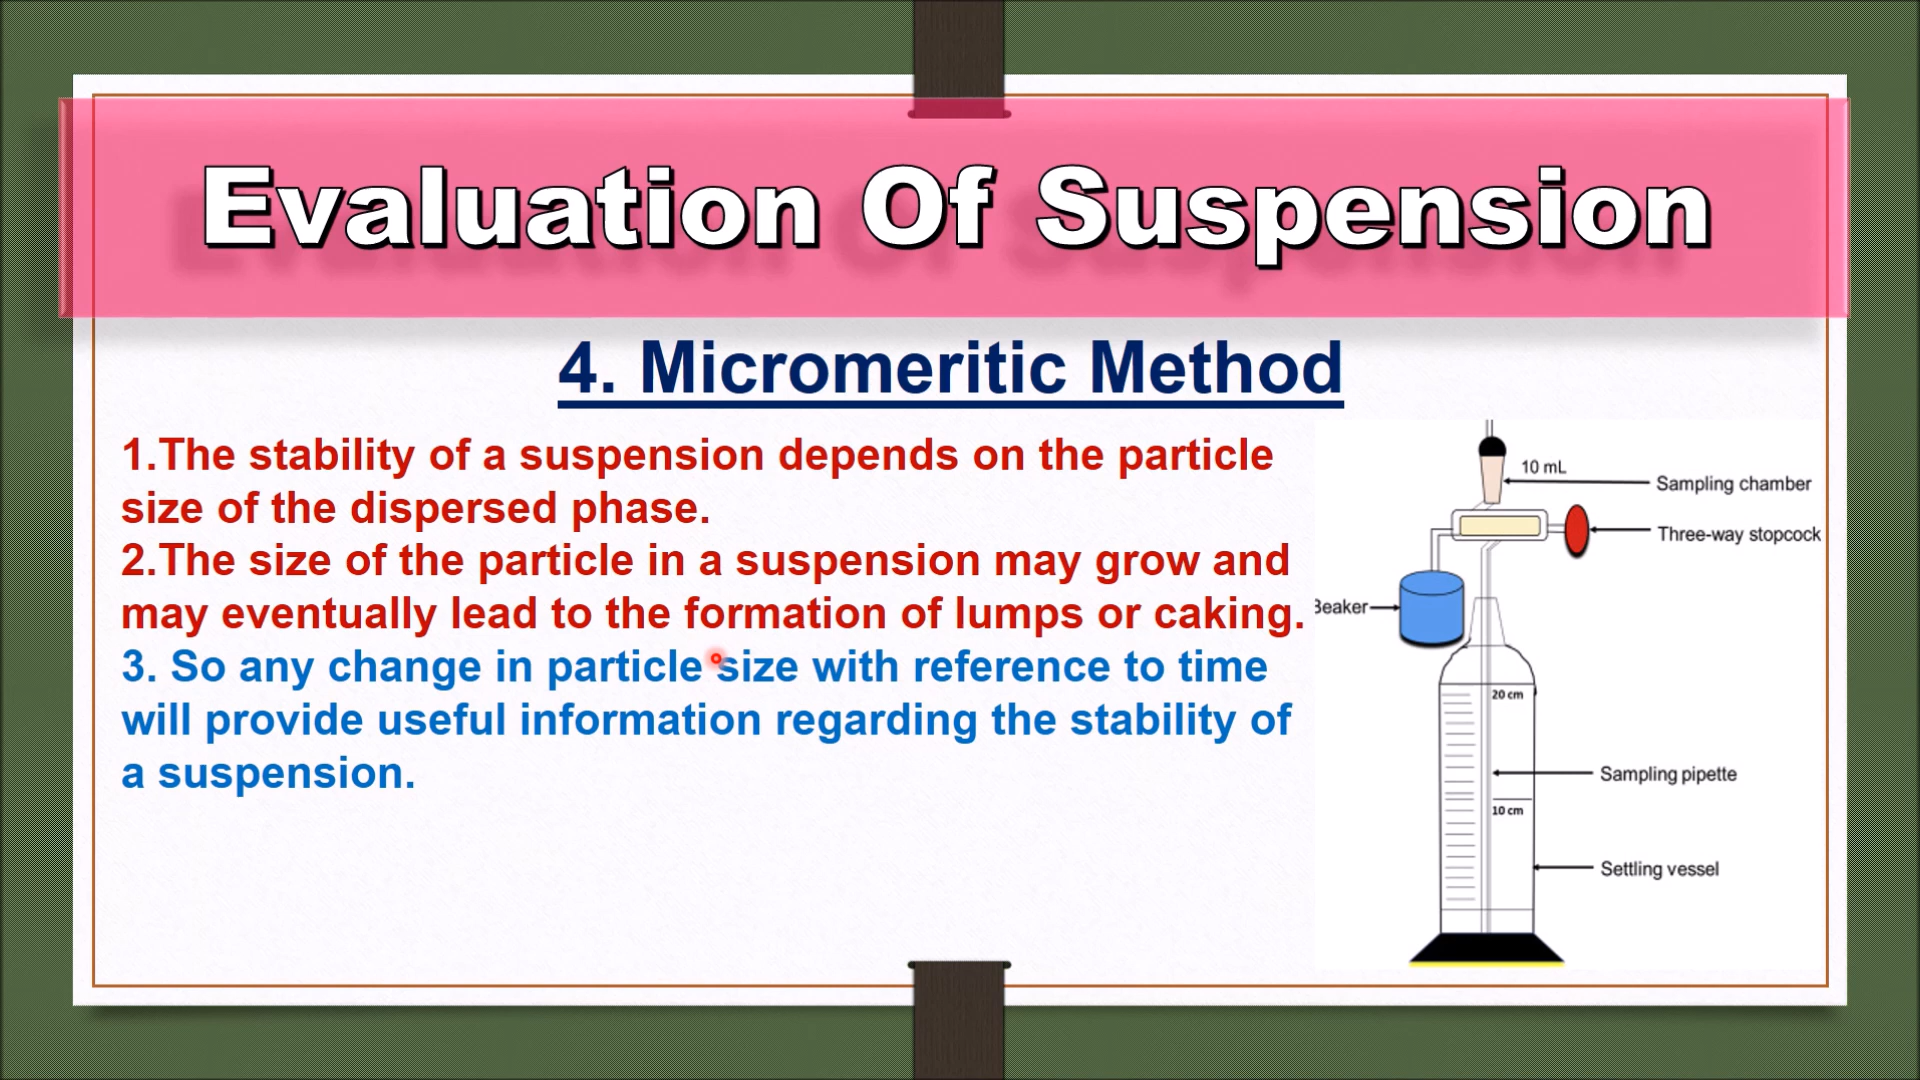 Evaluation Of Suspension
4. Micromeritic Method
1.The stability of a suspension depends on the particle
size of the dispersed phase.
2.The size of the particle in a suspension may grow and
may eventually lead to the formation of lumps or caking.
3. So any change in particle size with reference to time
will provide useful information regarding the stability of
a suspension.
10 mL
Sampling chamber
Three-way stopcock
Beaker
20 cm
Sampling pipette
10 cm
Settling vessel